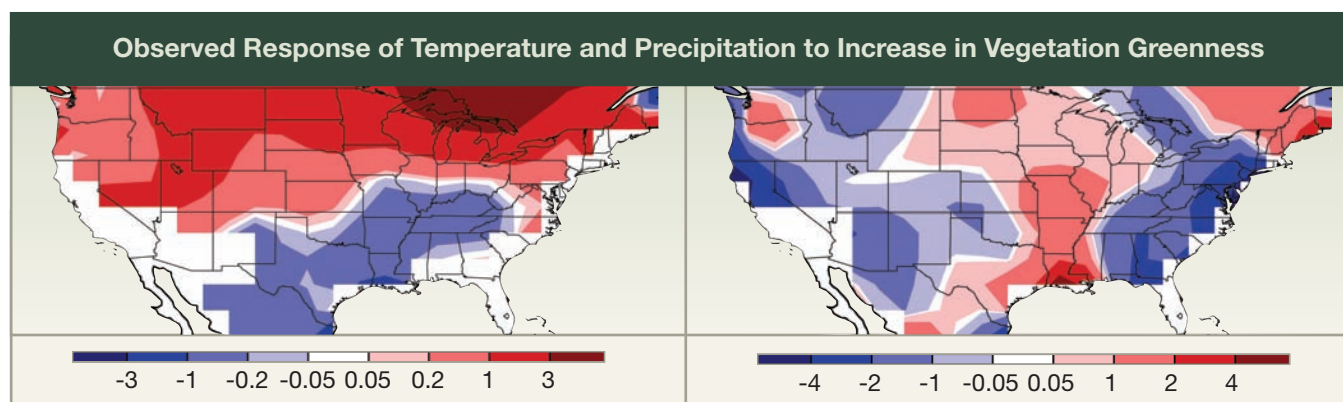 Observed Response of Temperature and Precipitation to Increase in Vegetation Greenness
-3 -1 -0.2 -0.05 0.05 0.2 1 3
-4 -2 -1 -0.05 0.05 1 2 4